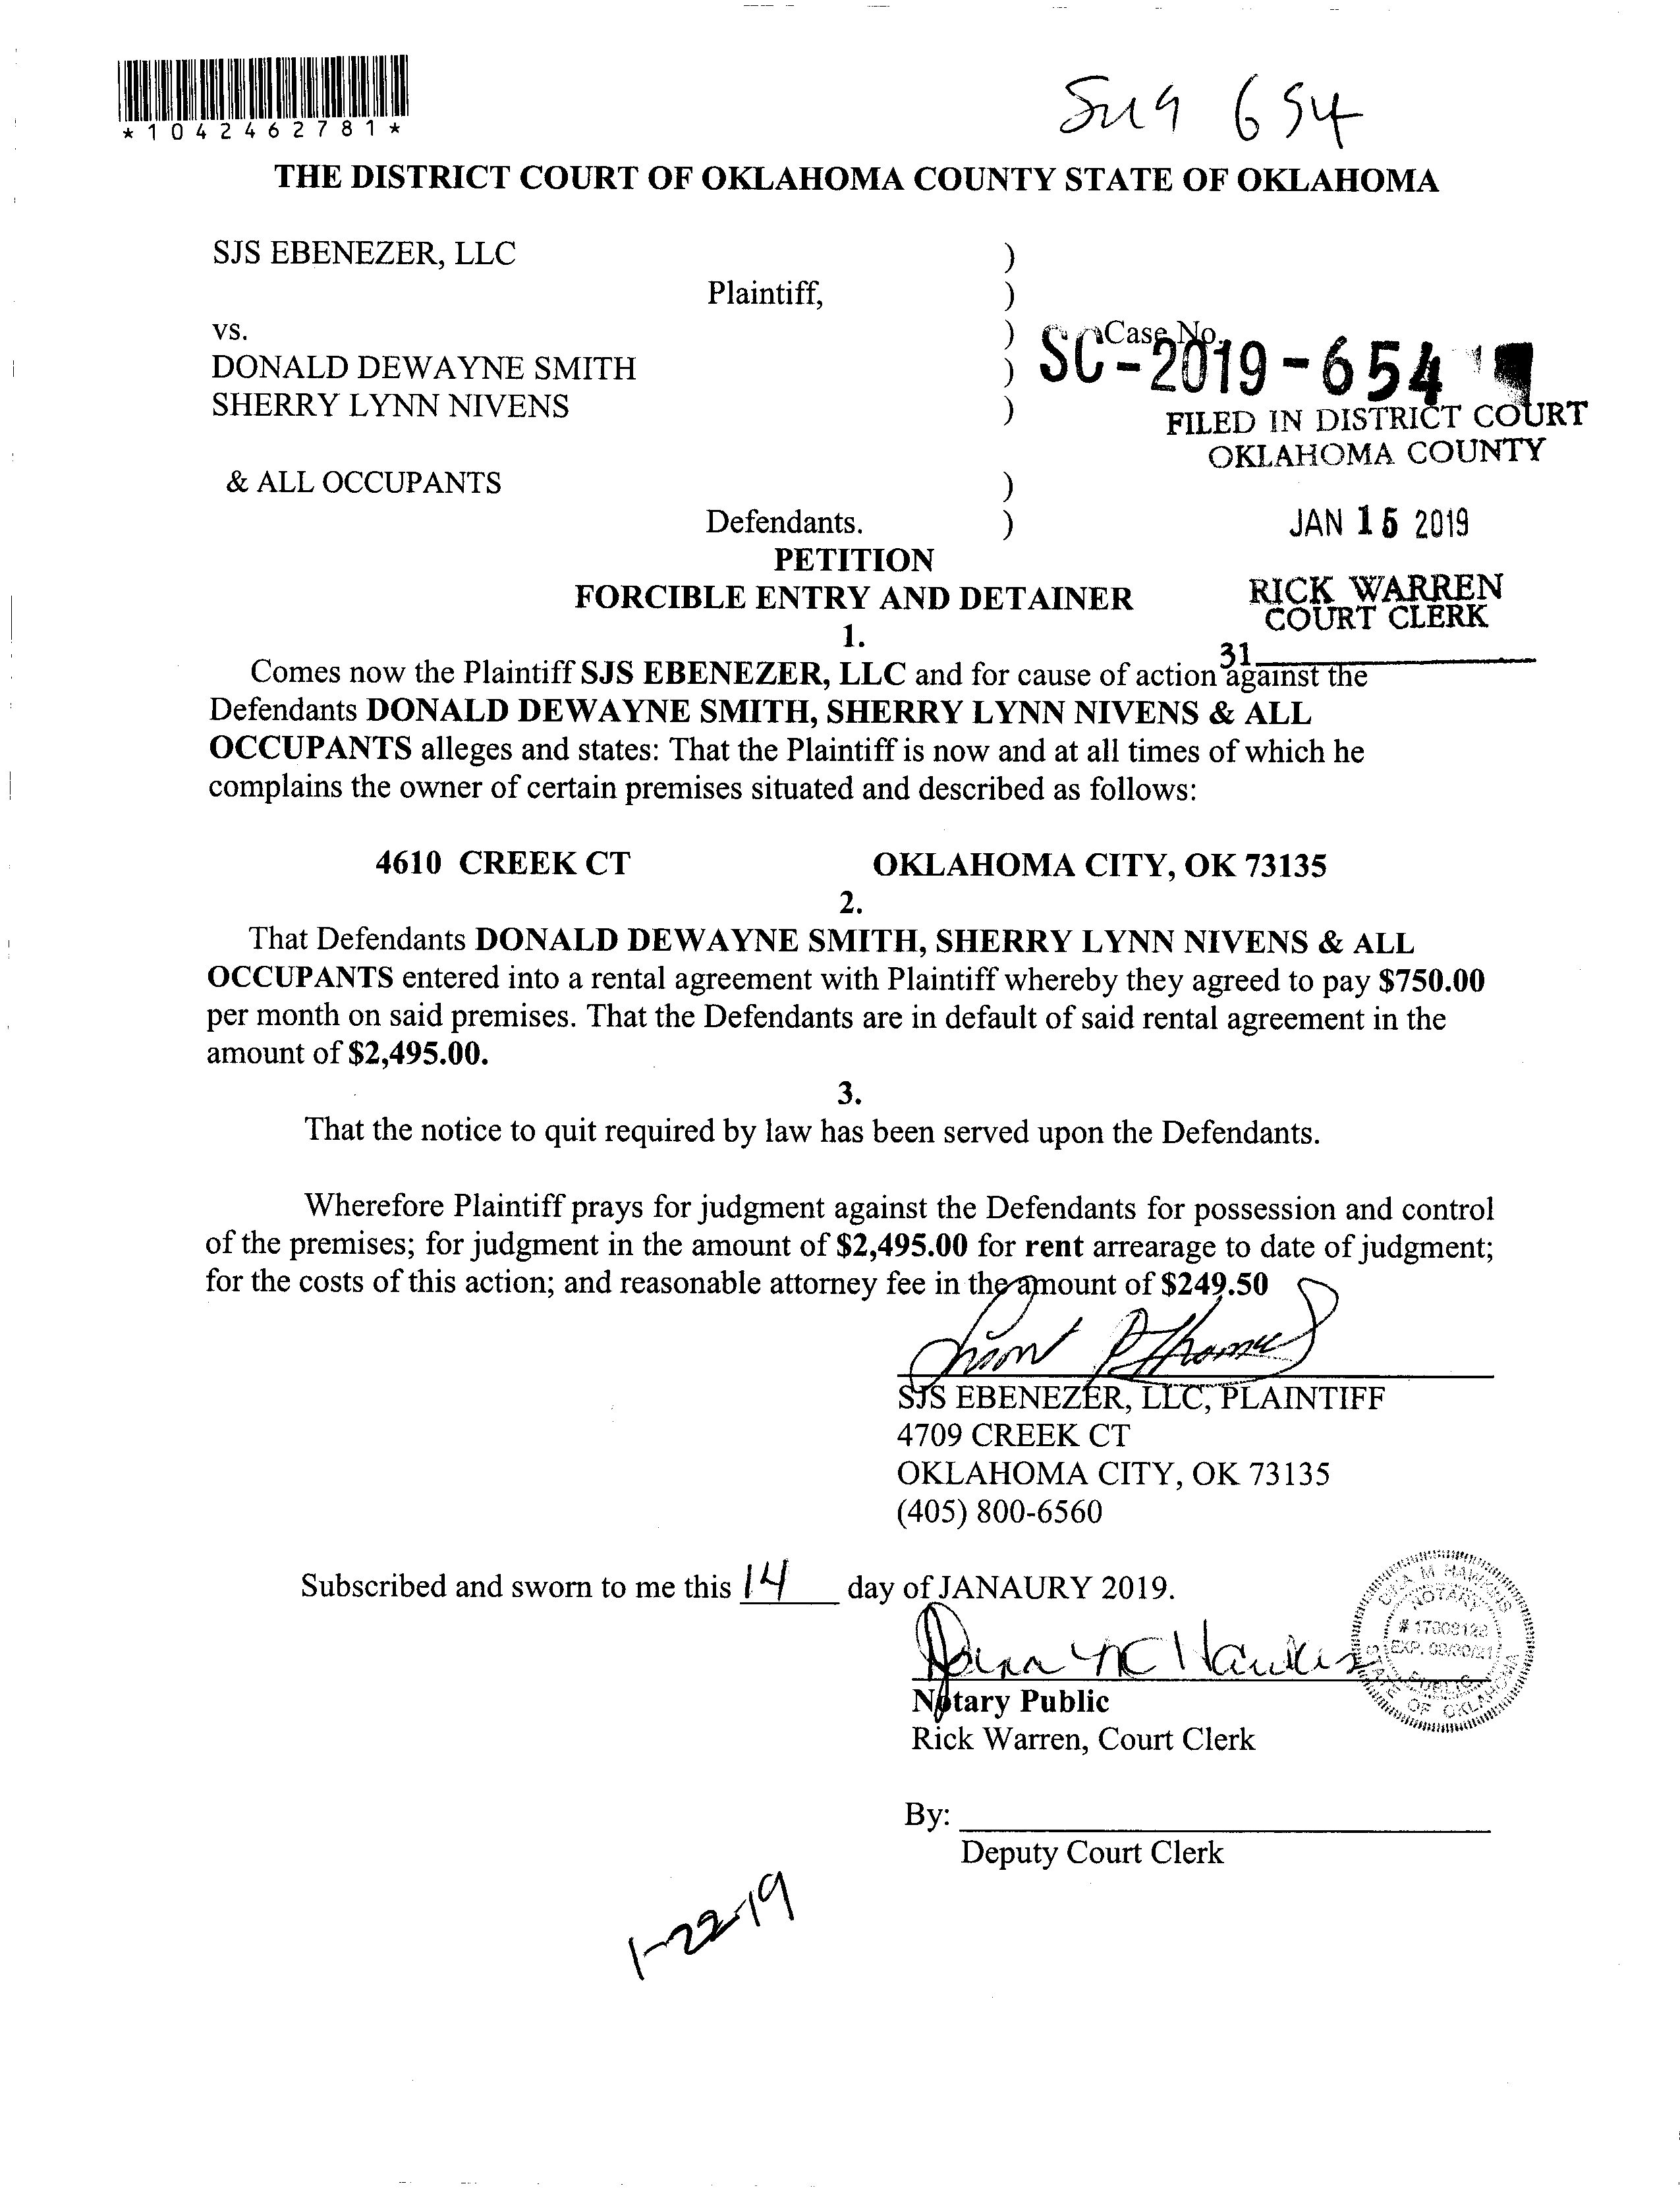 *1042462781*
654
THE DISTRICT COURT OF OKLAHOMA COUNTY STATE OF OKLAHOMA
SJS EBENEZER, LLC )
Plaintiff, )
vs. ) Case No.
SC-2019-654
DONALD DEWAYNE SMITH )
SHERRY LYNN NIVENS )
FILED IN DISTRICT COURT
OKLAHOMA COUNTY
& ALL OCCUPANTS )
Defendants. ) JAN 15 2019
PETITION
FORCIBLE ENTRY AND DETAINER
RICK WARREN
COURT CLERK
1.
31
Comes now the Plaintiff SJS EBENEZER, LLC and for cause of action against the
Defendants DONALD DEWAYNE SMITH, SHERRY LYNN NIVENS & ALL
OCCUPANTS alleges and states: That the Plaintiff is now and at all times of which he
complains the owner of certain premises situated and described as follows:
4610 CREEK CT OKLAHOMA CITY, OK 73135
2.
That Defendants DONALD DEWAYNE SMITH, SHERRY LYNN NIVENS & ALL
OCCUPANTS entered into a rental agreement with Plaintiff whereby they agreed to pay $750.00
per month on said premises. That the Defendants are in default of said rental agreement in the
amount of $2,495.00.
3.
That the notice to quit required by law has been served upon the Defendants.
Wherefore Plaintiff prays for judgment against the Defendants for possession and control
of the premises; for judgment in the amount of $2,495.00 for rent arrearage to date of judgment;
for the costs of this action; and reasonable attorney fee in the amount of $249.50
SJS EBENEZER, LLC, PLAINTIFF
4709 CREEK CT
OKLAHOMA CITY, OK 73135
(405) 800-6560
Subscribed and sworn to me this 14 day of JANAURY 2019.
M HAWKINS
NOTARY
PUBLIC
STATE OF OKLAHOMA
Notary Public
Rick Warren, Court Clerk
By:
Deputy Court Clerk
1-22-19